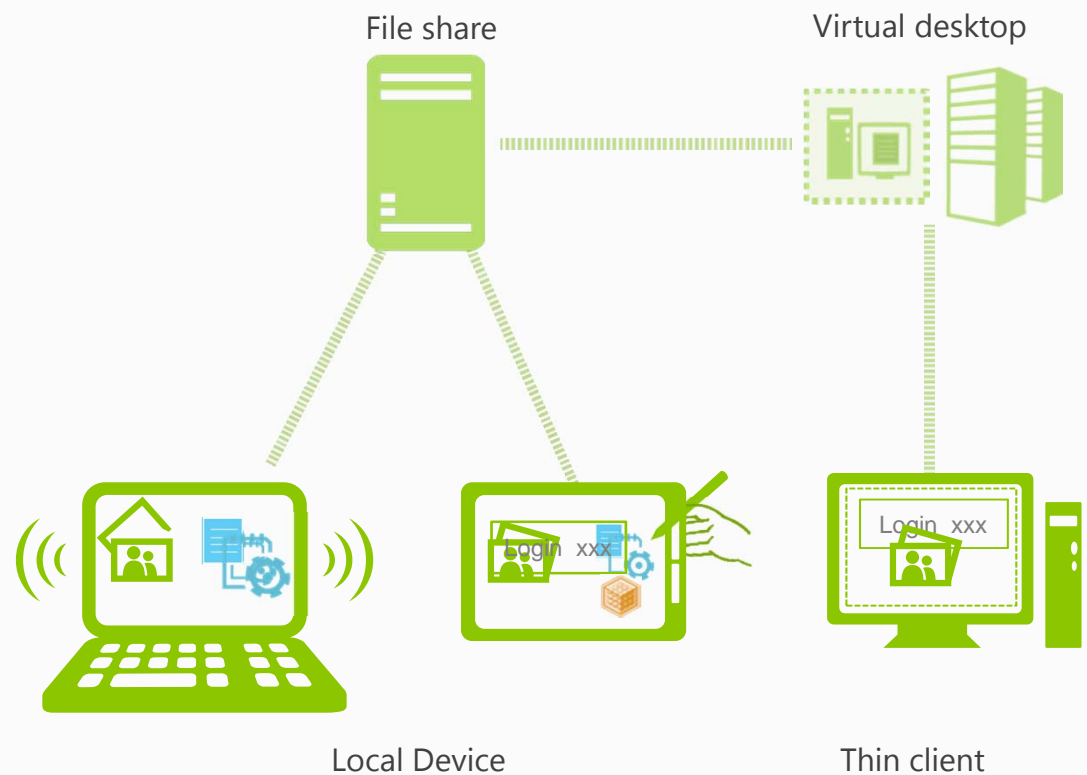 File share
Virtual desktop
Login xxx
Login xxx
Local Device
Thin client